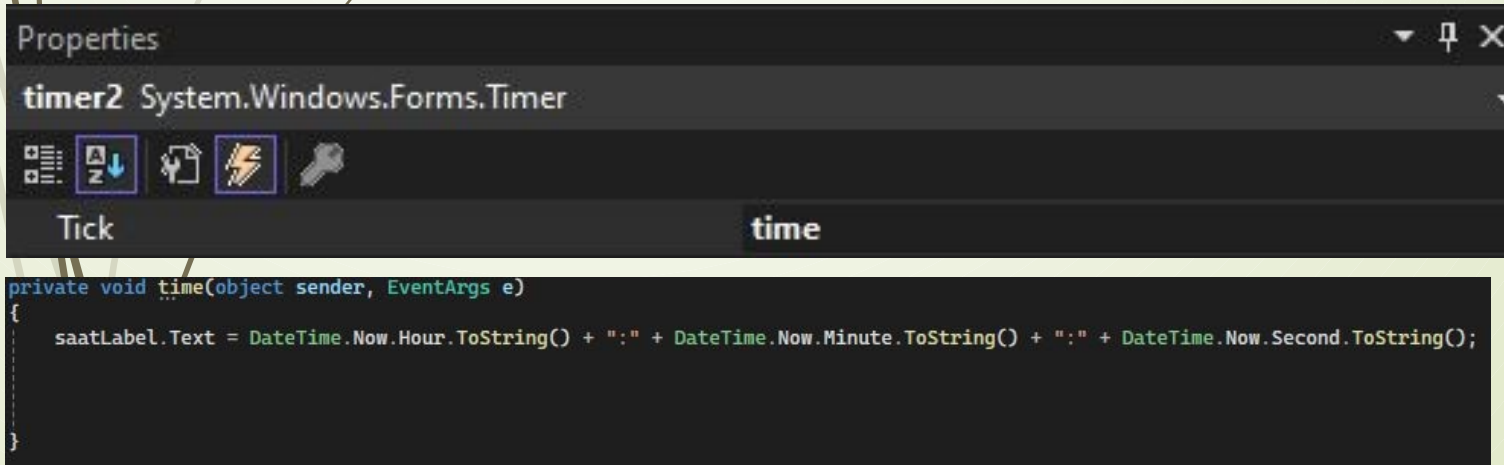 Properties
timer2 System.Windows.Forms.Timer
Tick time
private void time(object sender, EventArgs e)
{
saatLabel.Text = DateTime.Now.Hour.ToString() + ":" + DateTime.Now.Minute.ToString() + ":" + DateTime.Now.Second.ToString();
}